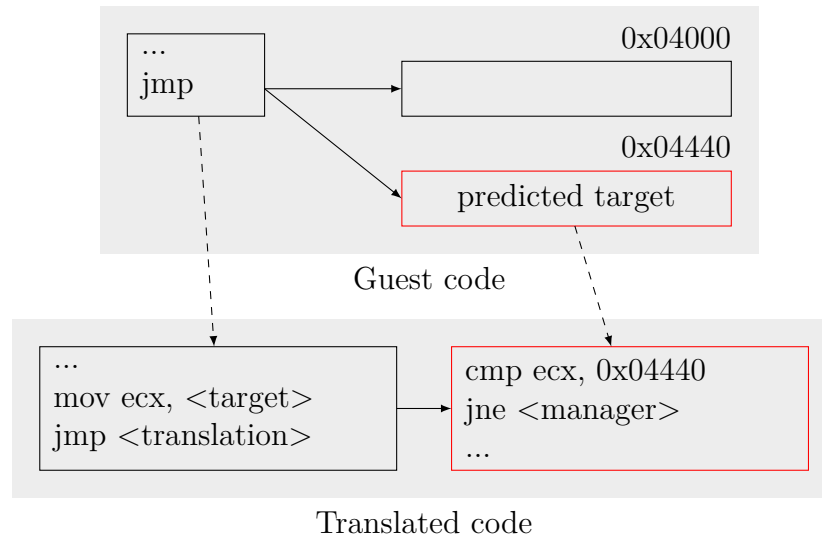 ...
jmp
0x04000
0x04440
predicted target
Guest code
...
mov ecx, <target>
jmp <translation>
cmp ecx, 0x04440
jne <manager>
...
Translated code